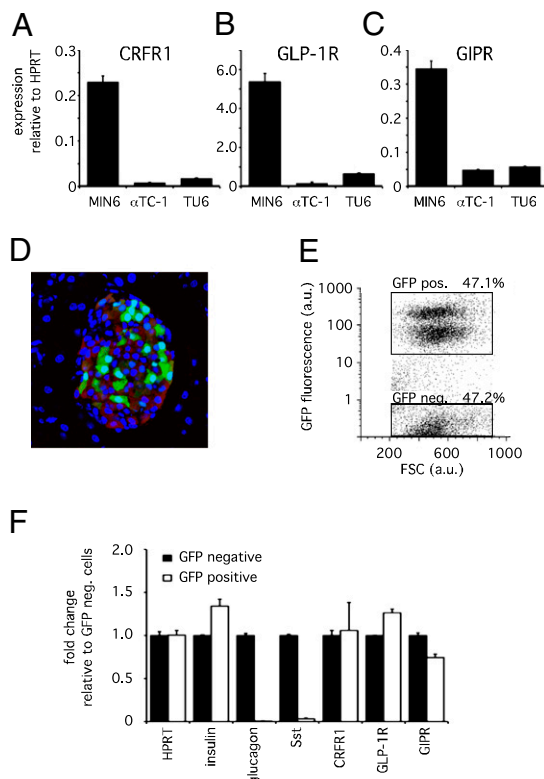 A
CRFR1
expression
relative to HPRT
0.3
0.2
0.1
0
MIN6 αTC-1 TU6
B
GLP-1R
6.0
4.0
2.0
0
MIN6 αTC-1 TU6
C
GIPR
0.4
0.3
0.2
0.1
0
MIN6 αTC-1 TU6
D
E
GFP fluorescence (a.u.)
1000
100
10
1
GFP pos. 47.1%
GFP neg. 47.2%
200 600 1000
FSC (a.u.)
F
fold change
relative to GFP neg. cells
2.0
1.5
1.0
0.5
0
GFP negative
GFP positive
HPRT
insulin
glucagon
Sst
CRFR1
GLP-1R
GIPR